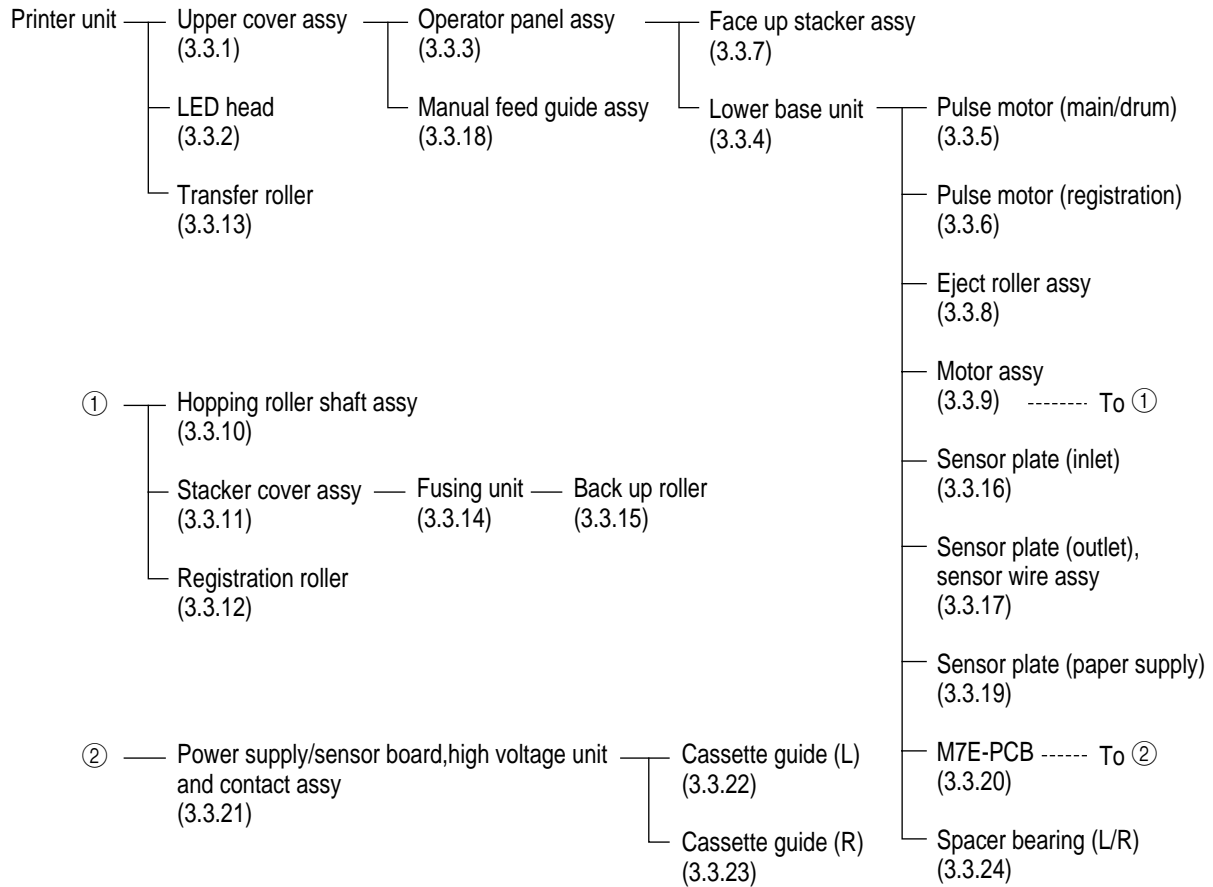 Printer unit
Upper cover assy
(3.3.1)
Operator panel assy
(3.3.3)
Face up stacker assy
(3.3.7)
LED head
(3.3.2)
Manual feed guide assy
(3.3.18)
Lower base unit
(3.3.4)
Pulse motor (main/drum)
(3.3.5)
Transfer roller
(3.3.13)
Pulse motor (registration)
(3.3.6)
Eject roller assy
(3.3.8)
Motor assy
(3.3.9)
To ①
①
Hopping roller shaft assy
(3.3.10)
Sensor plate (inlet)
(3.3.16)
Stacker cover assy
(3.3.11)
Fusing unit
(3.3.14)
Back up roller
(3.3.15)
Sensor plate (outlet),
sensor wire assy
(3.3.17)
Registration roller
(3.3.12)
Sensor plate (paper supply)
(3.3.19)
②
Power supply/sensor board,high voltage unit
and contact assy
(3.3.21)
Cassette guide (L)
(3.3.22)
M7E-PCB
(3.3.20)
To ②
Cassette guide (R)
(3.3.23)
Spacer bearing (L/R)
(3.3.24)